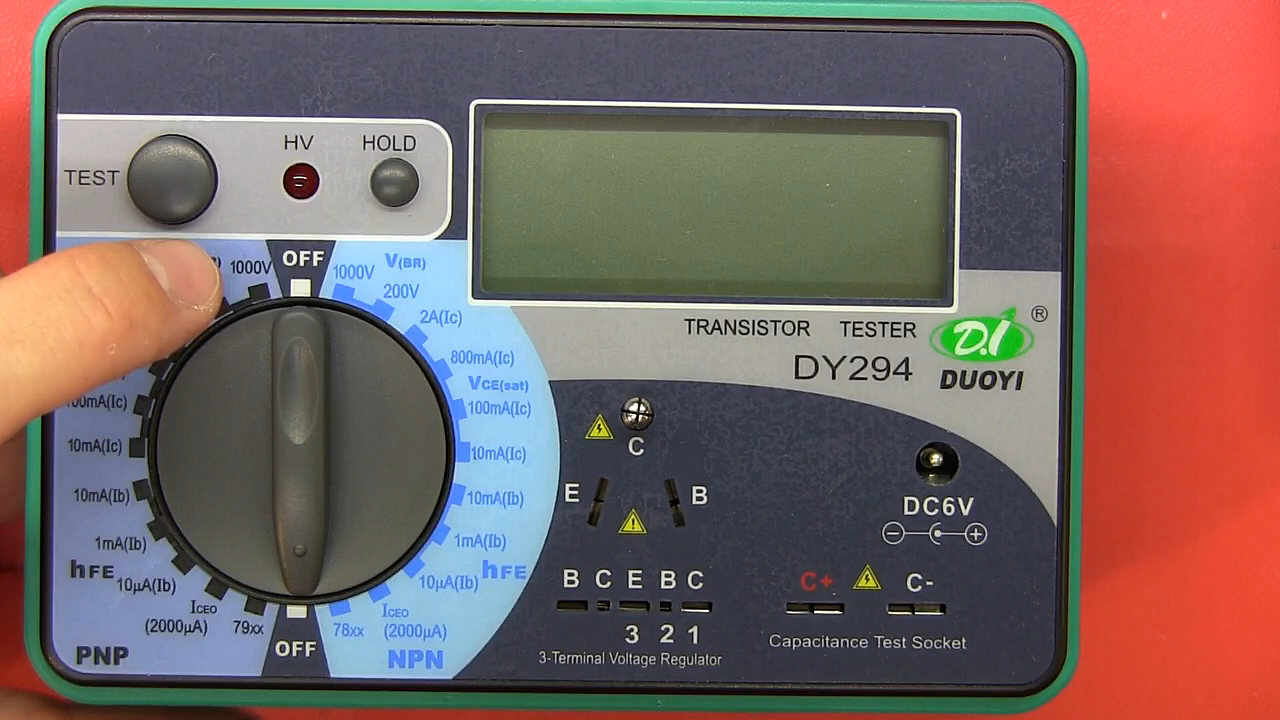 HV
HOLD
TEST
OFF
1000V
1000V
V(BR)
200V
2A(Ic)
800mA(Ic)
VCE(sat)
100mA(Ic)
10mA(Ic)
10mA(Ib)
1mA(Ib)
hFE
10μA(Ib)
ICEO
(2000μA)
78xx
NPN
10mA(Ic)
10mA(Ib)
1mA(Ib)
hFE
10μA(Ib)
ICEO
(2000μA)
79xx
PNP
OFF
TRANSISTOR TESTER
DY294
D.I ®
DUOYI
C
E
B
B C E B C
3 2 1
3-Terminal Voltage Regulator
DC6V
C+ C-
Capacitance Test Socket